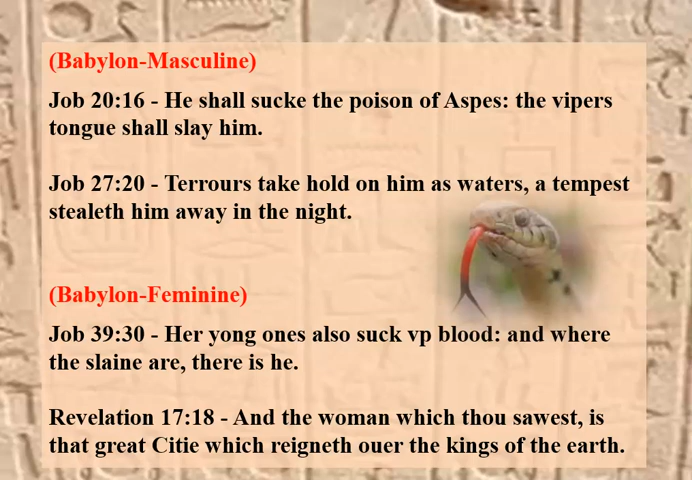 (Babylon-Masculine)
Job 20:16 - He shall sucke the poison of Aspes: the vipers
tongue shall slay him.
Job 27:20 - Terrours take hold on him as waters, a tempest
stealeth him away in the night.
(Babylon-Feminine)
Job 39:30 - Her yong ones also suck vp blood: and where
the slaine are, there is he.
Revelation 17:18 - And the woman which thou sawest, is
that great Citie which reigneth ouer the kings of the earth.